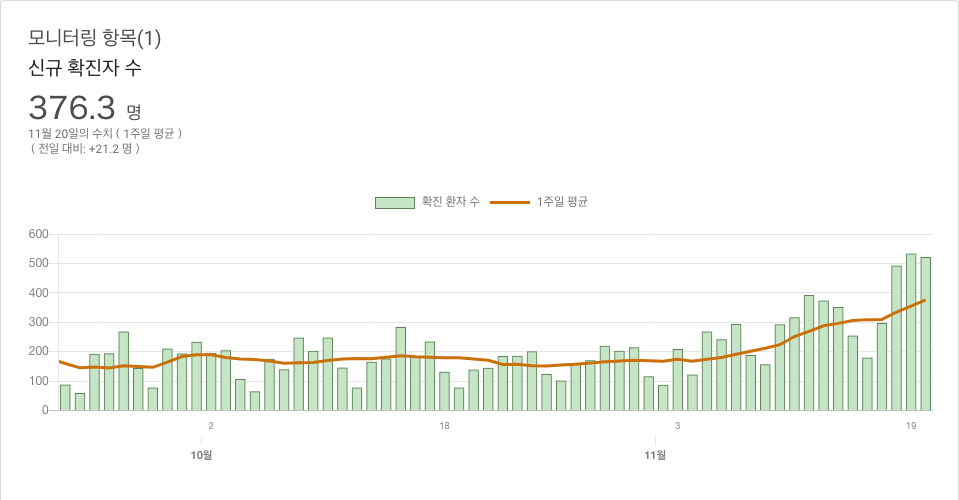 모니터링 항목(1)
신규 확진자 수
376.3 명
11월 20일의 수치 ( 1주일 평균 )
( 전일 대비: +21.2 명 )
확진 환자 수 1주일 평균
600
500
400
300
200
100
0
2 18 3 19
10월 11월